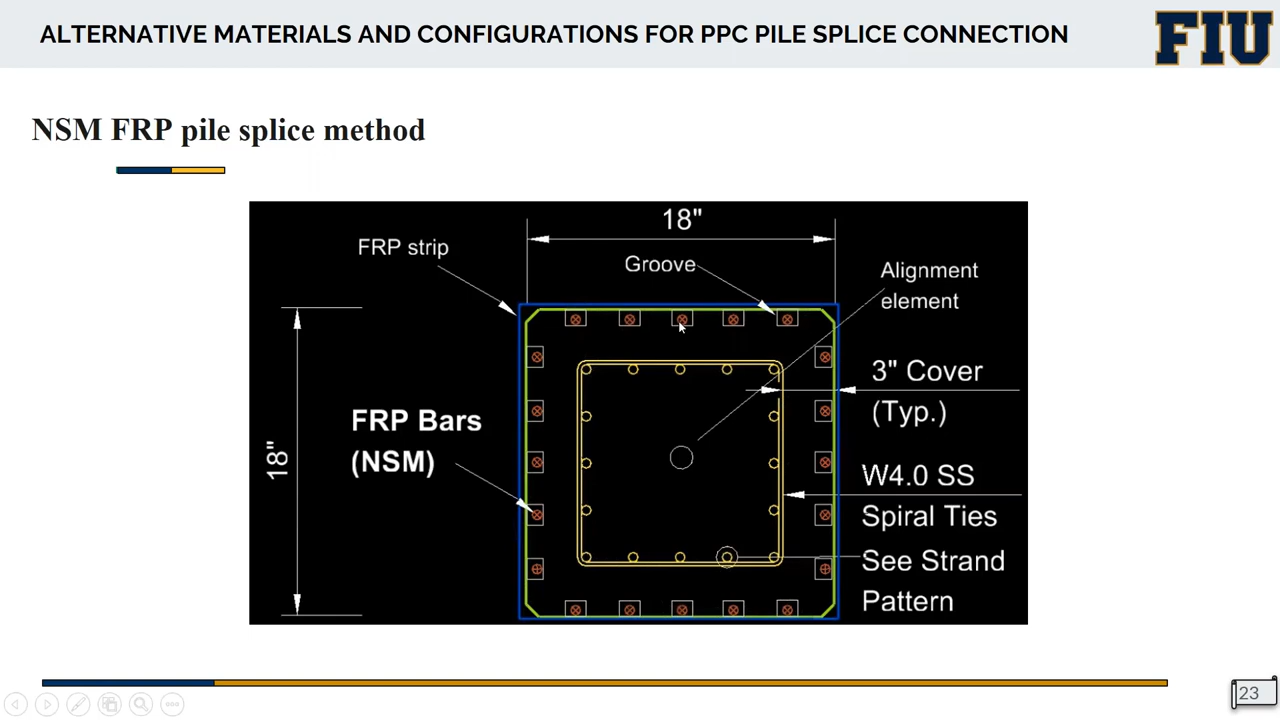 ALTERNATIVE MATERIALS AND CONFIGURATIONS FOR PPC PILE SPLICE CONNECTION
FIU
NSM FRP pile splice method
18"
FRP strip
Groove
Alignment
element
3" Cover
(Typ.)
FRP Bars
(NSM)
18"
W4.0 SS
Spiral Ties
See Strand
Pattern
23